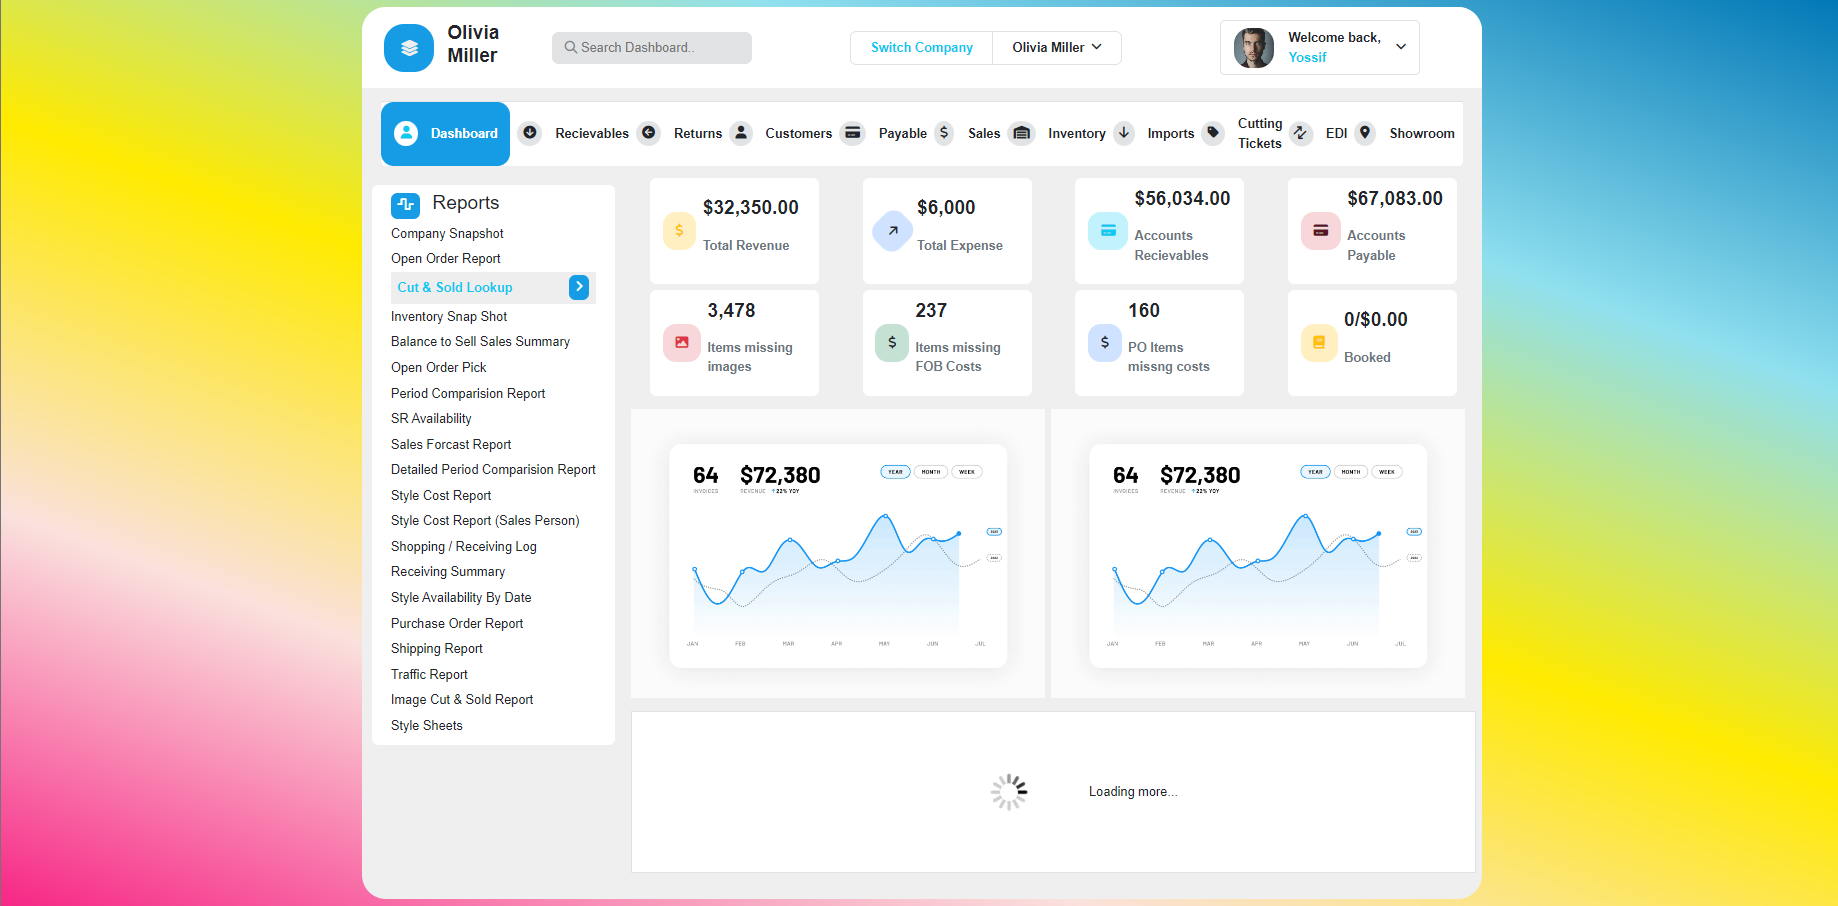 Olivia
Miller
Search Dashboard..
Switch Company
Olivia Miller
Welcome back,
Yossif
Dashboard
Recievables
Returns
Customers
Payable
Sales
Inventory
Imports
Cutting
Tickets
EDI
Showroom
Reports
Company Snapshot
Open Order Report
Cut & Sold Lookup
Inventory Snap Shot
Balance to Sell Sales Summary
Open Order Pick
Period Comparision Report
SR Availability
Sales Forcast Report
Detailed Period Comparision Report
Style Cost Report
Style Cost Report (Sales Person)
Shopping / Receiving Log
Receiving Summary
Style Availability By Date
Purchase Order Report
Shipping Report
Traffic Report
Image Cut & Sold Report
Style Sheets
$32,350.00
Total Revenue
$6,000
Total Expense
$56,034.00
Accounts
Recievables
$67,083.00
Accounts
Payable
3,478
Items missing
images
237
Items missing
FOB Costs
160
PO Items
missng costs
0/$0.00
Booked
64
INVOICES
$72,380
REVENUE 22% YOY
YEAR
MONTH
WEEK
2023
2022
JAN FEB MAR APR MAY JUN JUL
64
INVOICES
$72,380
REVENUE 22% YOY
YEAR
MONTH
WEEK
2023
2022
JAN FEB MAR APR MAY JUN JUL
Loading more...